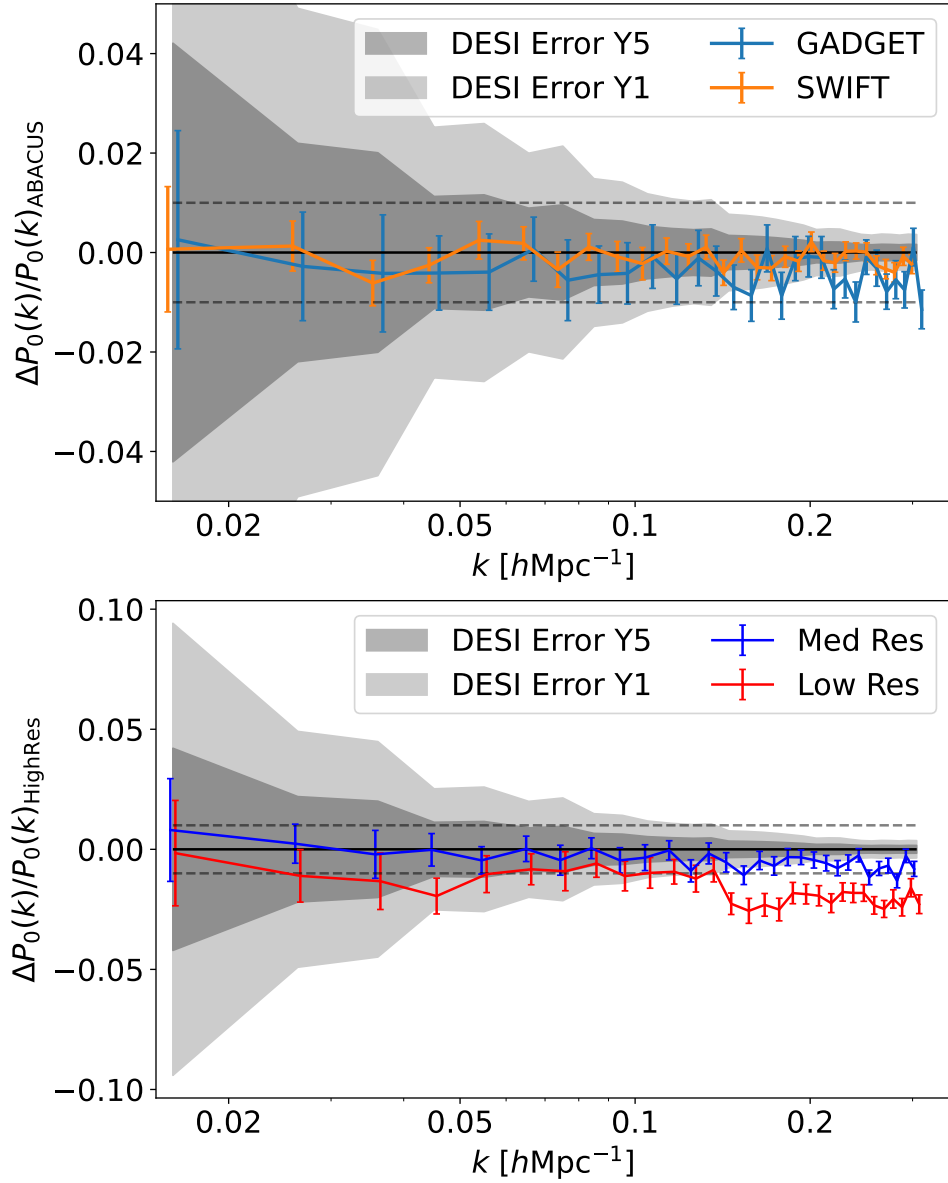 DESI Error Y5
DESI Error Y1
GADGET
SWIFT
0.04
0.02
0.00
−0.02
−0.04
ΔP₀(k)/P₀(k)ABACUS
0.02
0.05
0.1
0.2
k [hMpc⁻¹]
DESI Error Y5
DESI Error Y1
Med Res
Low Res
0.10
0.05
0.00
−0.05
−0.10
ΔP₀(k)/P₀(k)HighRes
0.02
0.05
0.1
0.2
k [hMpc⁻¹]